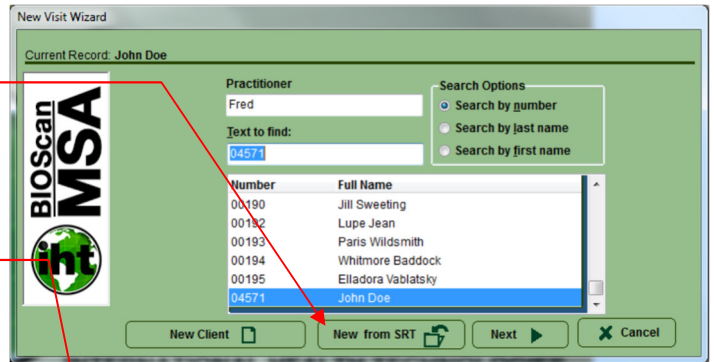 New Visit Wizard
Current Record: John Doe
BIOScan
MSA
iht
Practitioner
Fred
Text to find:
04571
Search Options
Search by number
Search by last name
Search by first name
Number Full Name
00190 Jill Sweeting
00192 Lupe Jean
00193 Paris Wildsmith
00194 Whitmore Baddock
00195 Elladora Vablatsky
04571 John Doe
New Client New from SRT Next Cancel